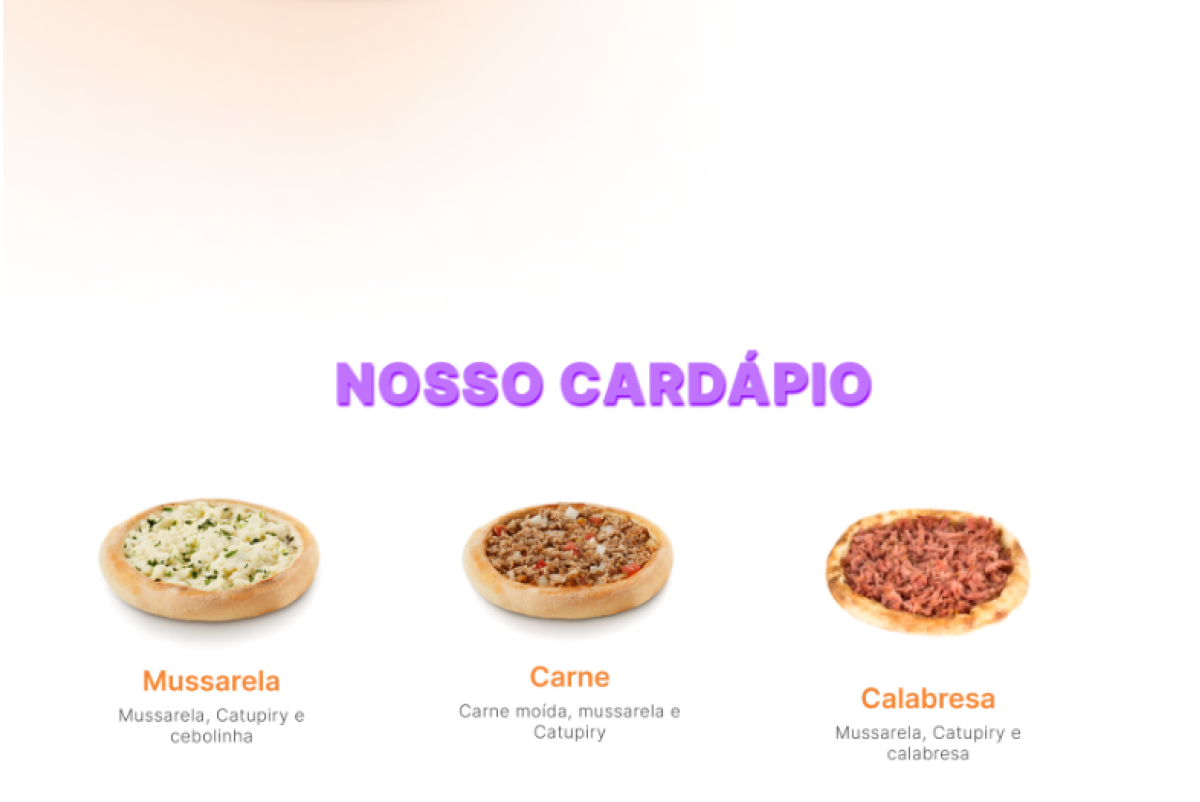 NOSSO CARDÁPIO
Mussarela
Mussarela, Catupiry e
cebolinha
Carne
Carne moída, mussarela e
Catupiry
Calabresa
Mussarela, Catupiry e
calabresa